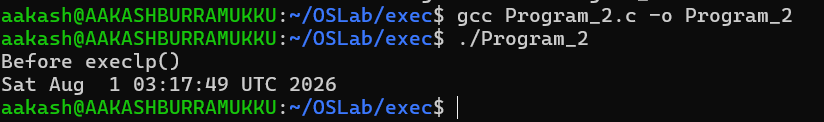 aakash@AAKASHBURRAMUKKU:~/OSLab/exec$ gcc Program_2.c -o Program_2
aakash@AAKASHBURRAMUKKU:~/OSLab/exec$ ./Program_2
Before execlp()
Sat Aug  1 03:17:49 UTC 2026
aakash@AAKASHBURRAMUKKU:~/OSLab/exec$